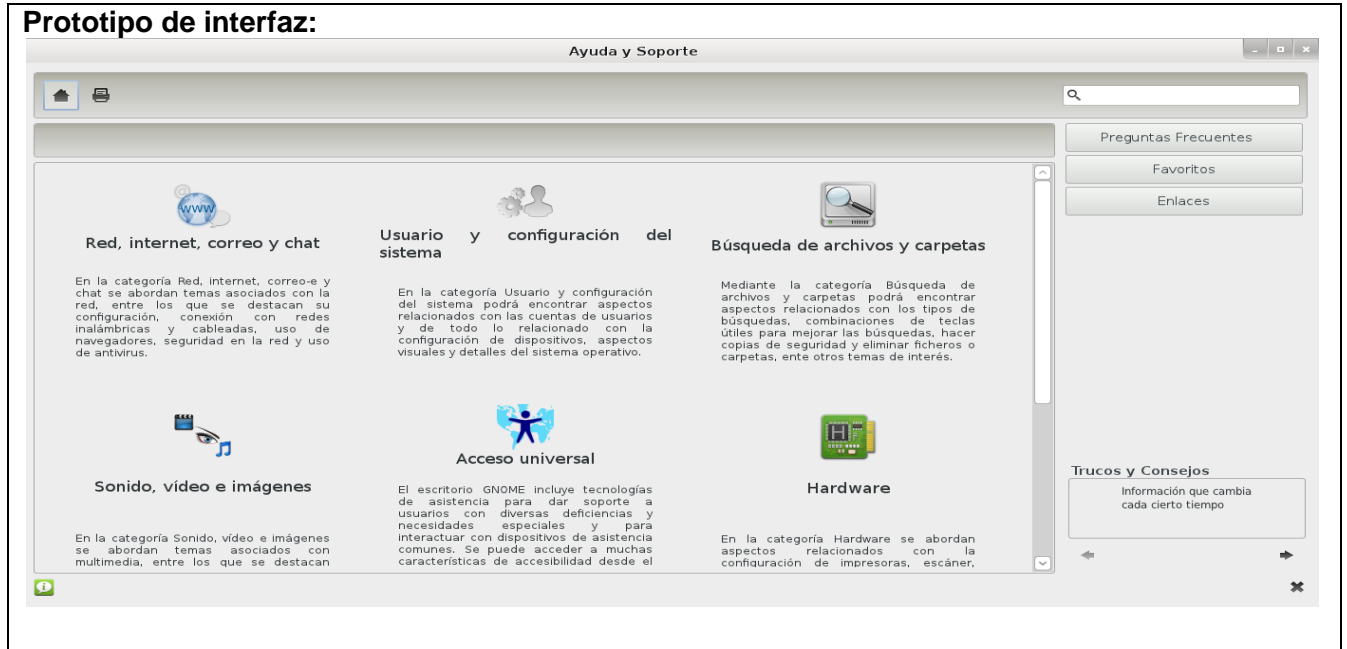 Prototipo de interfaz:
Ayuda y Soporte
Preguntas Frecuentes
Favoritos
Enlaces
www
Red, internet, correo y chat
En la categoría Red, internet, correo-e y
chat se abordan temas asociados con la
red, entre los que se destacan su
configuración, conexión con redes
inalámbricas y cableadas, uso de
navegadores, seguridad en la red y uso
de antivirus.
Usuario y configuración del
sistema
En la categoría Usuario y configuración
del sistema podrá encontrar aspectos
relacionados con las cuentas de usuarios
y de todo lo relacionado con la
configuración de dispositivos, aspectos
visuales y detalles del sistema operativo.
Búsqueda de archivos y carpetas
Mediante la categoría Búsqueda de
archivos y carpetas podrá encontrar
aspectos relacionados con los tipos de
búsquedas, combinaciones de teclas
útiles para mejorar las búsquedas, hacer
copias de seguridad y eliminar ficheros o
carpetas, ente otros temas de interés.
Sonido, vídeo e imágenes
En la categoría Sonido, vídeo e imágenes
se abordan temas asociados con
multimedia, entre los que se destacan
Acceso universal
El escritorio GNOME incluye tecnologías
de asistencia para dar soporte a
usuarios con diversas deficiencias y
necesidades especiales y para
interactuar con dispositivos de asistencia
comunes. Se puede acceder a muchas
características de accesibilidad desde el
H
Hardware
En la categoría Hardware se abordan
aspectos relacionados con la
configuración de impresoras, escáner,
Trucos y Consejos
Información que cambia
cada cierto tiempo